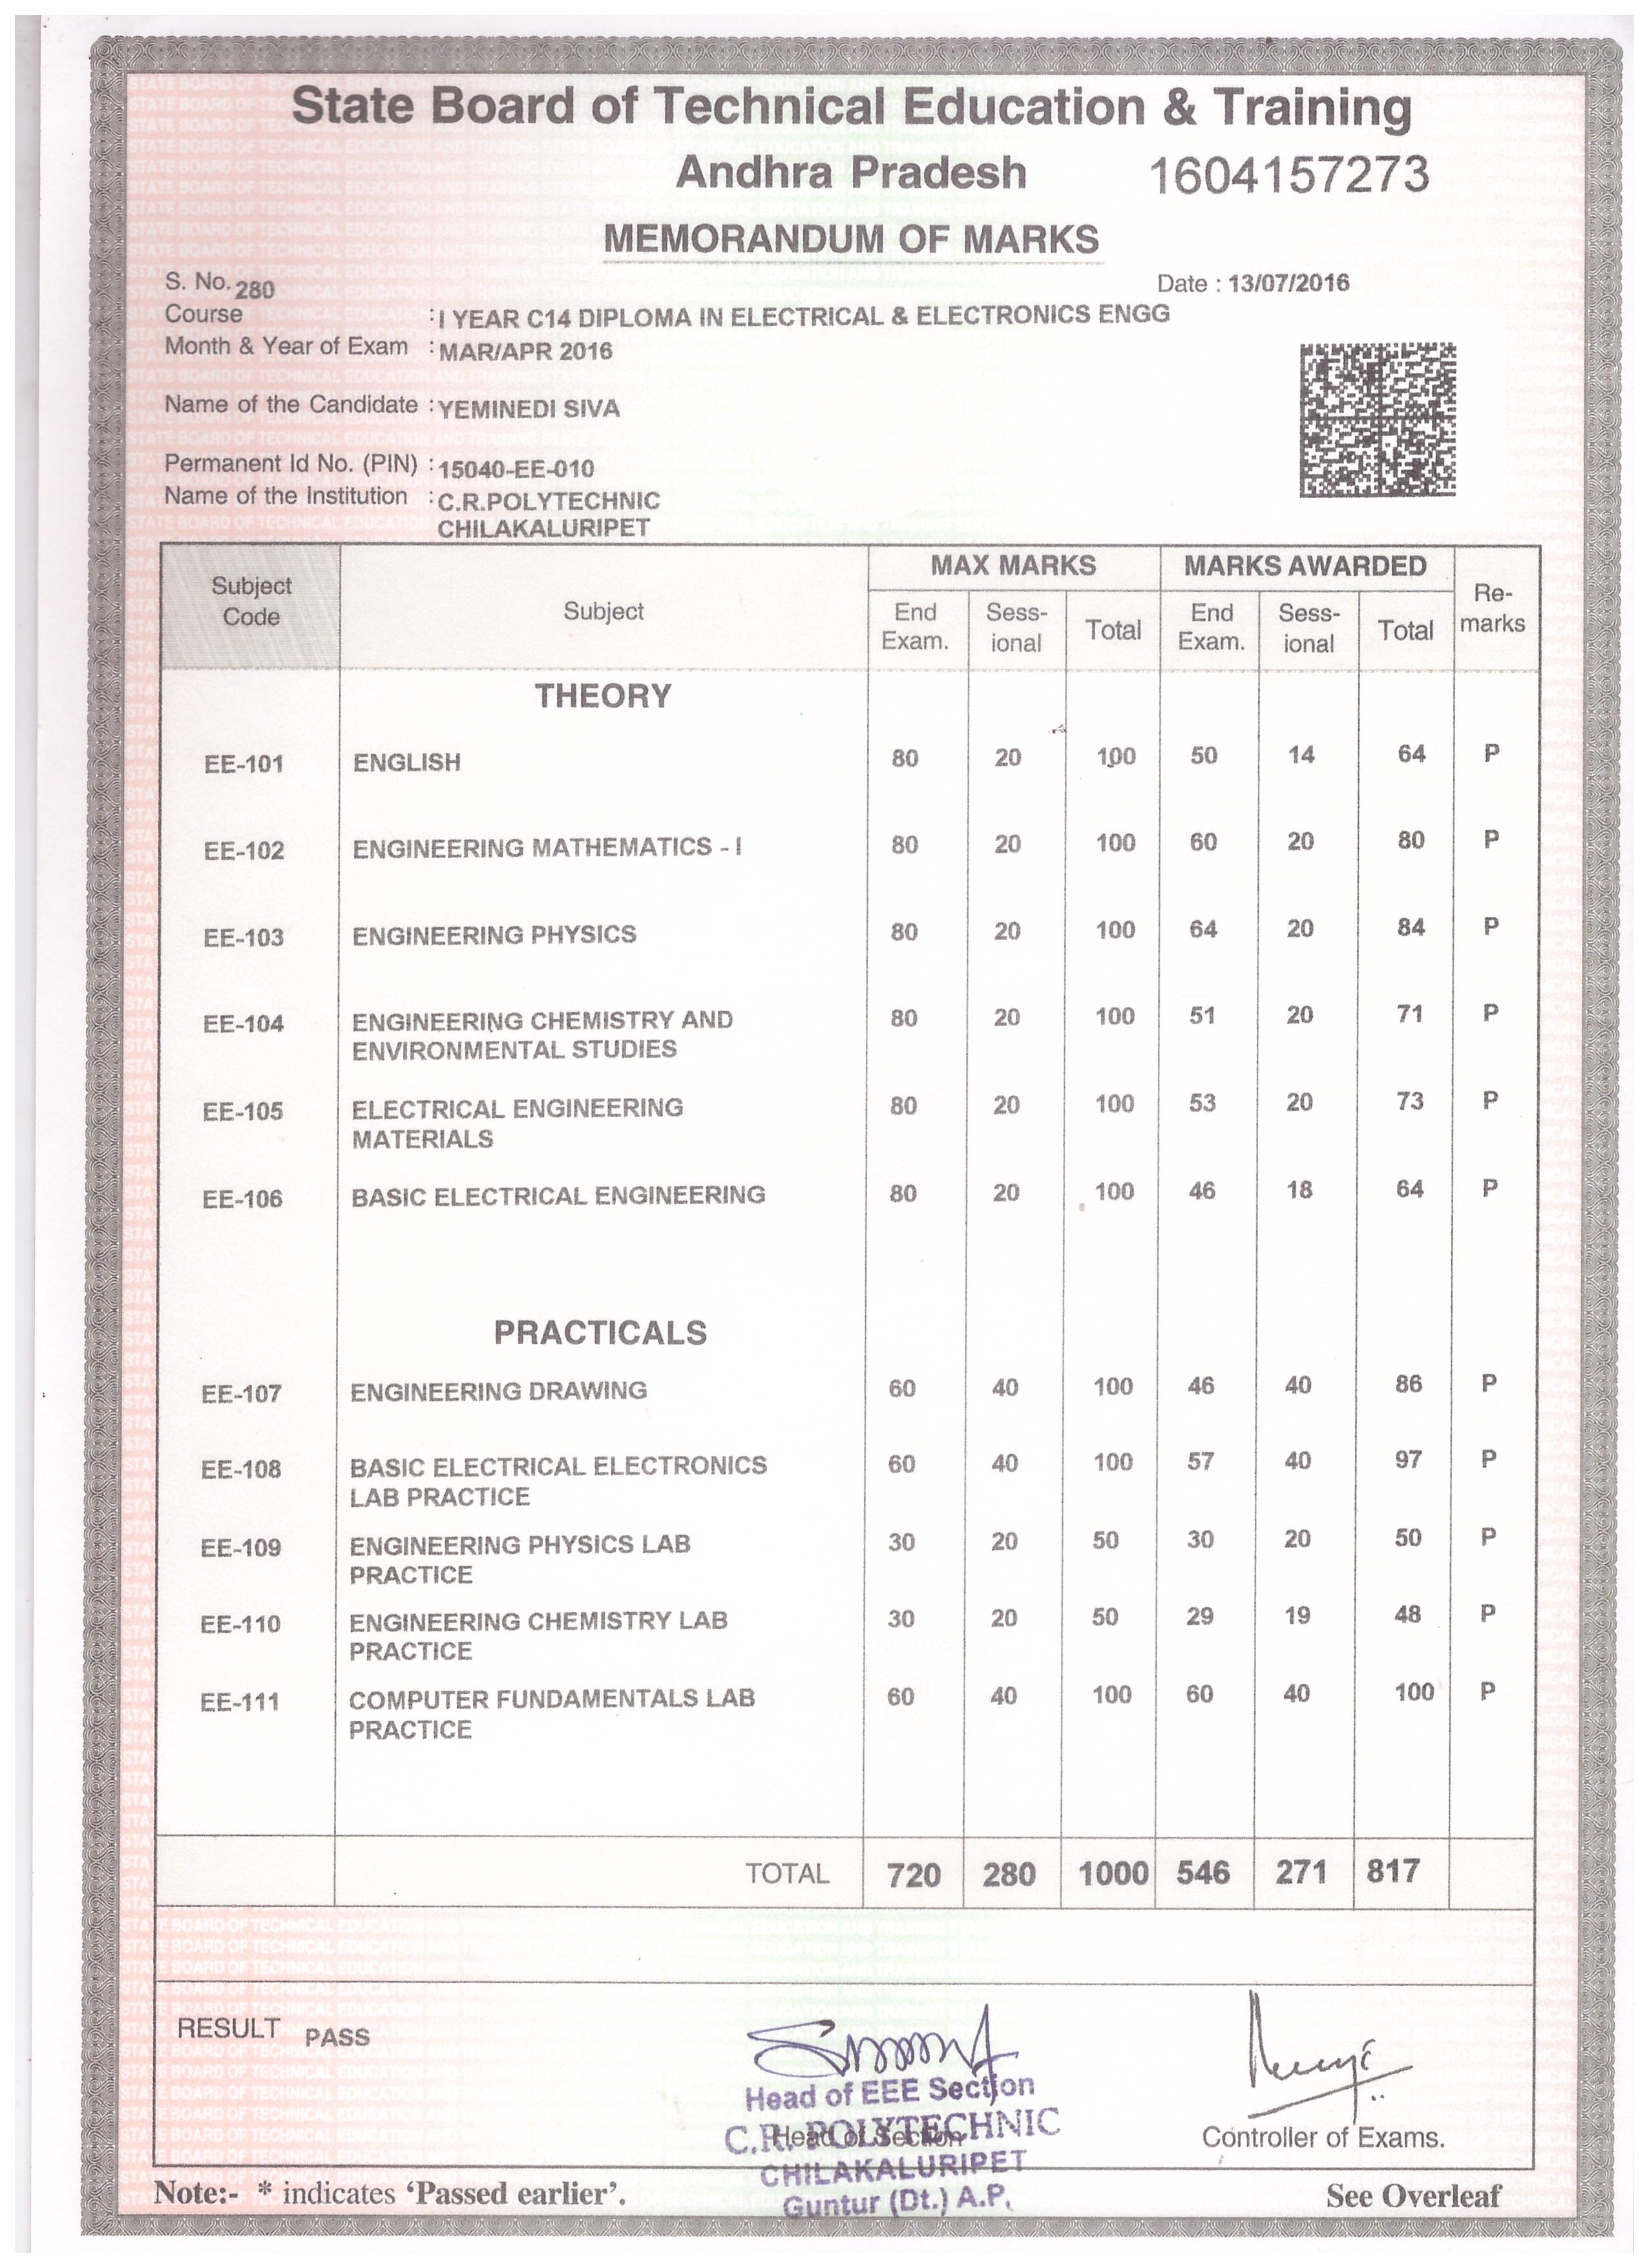 State Board of Technical Education & Training
Andhra Pradesh 1604157273
MEMORANDUM OF MARKS
S. No. 280 Date : 13/07/2016
Course : I YEAR C14 DIPLOMA IN ELECTRICAL & ELECTRONICS ENGG
Month & Year of Exam : MAR/APR 2016
Name of the Candidate : YEMINEDI SIVA
Permanent Id No. (PIN) : 15040-EE-010
Name of the Institution : C.R.POLYTECHNIC
CHILAKALURIPET
Subject Code Subject MAX MARKS MARKS AWARDED Re-marks
End Exam. Sess-ional Total End Exam. Sess-ional Total
THEORY
EE-101 ENGLISH 80 20 100 50 14 64 P
EE-102 ENGINEERING MATHEMATICS - I 80 20 100 60 20 80 P
EE-103 ENGINEERING PHYSICS 80 20 100 64 20 84 P
EE-104 ENGINEERING CHEMISTRY AND 80 20 100 51 20 71 P
ENVIRONMENTAL STUDIES
EE-105 ELECTRICAL ENGINEERING 80 20 100 53 20 73 P
MATERIALS
EE-106 BASIC ELECTRICAL ENGINEERING 80 20 100 46 18 64 P
PRACTICALS
EE-107 ENGINEERING DRAWING 60 40 100 46 40 86 P
EE-108 BASIC ELECTRICAL ELECTRONICS 60 40 100 57 40 97 P
LAB PRACTICE
EE-109 ENGINEERING PHYSICS LAB 30 20 50 30 20 50 P
PRACTICE
EE-110 ENGINEERING CHEMISTRY LAB 30 20 50 29 19 48 P
PRACTICE
EE-111 COMPUTER FUNDAMENTALS LAB 60 40 100 60 40 100 P
PRACTICE
TOTAL 720 280 1000 546 271 817
RESULT PASS
Head of EEE Section
C.R. POLYTECHNIC
Head of Section Controller of Exams.
CHILAKALURIPET
Guntur (Dt.) A.P.
Note:- * indicates ‘Passed earlier’. See Overleaf